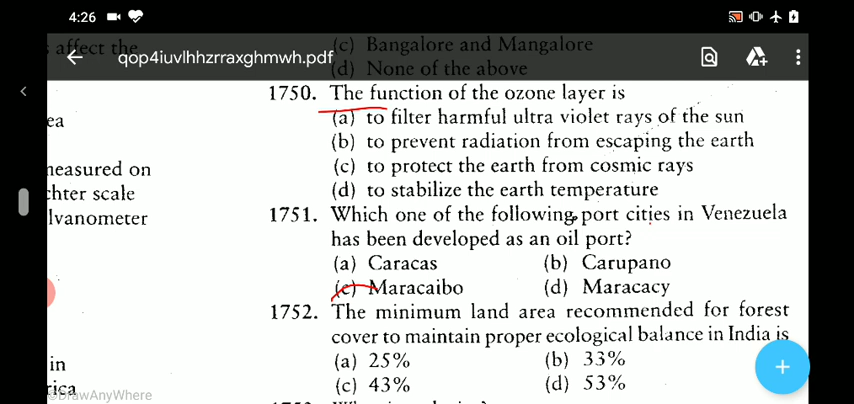 4:26
s affect the
(c) Bangalore and Mangalore
qop4iuvlhhzrraxghmwh.pdf
(d) None of the above
1750. The function of the ozone layer is
(a) to filter harmful ultra violet rays of the sun
ea
(b) to prevent radiation from escaping the earth
measured on
(c) to protect the earth from cosmic rays
chter scale
(d) to stabilize the earth temperature
lvanometer
1751. Which one of the following port cities in Venezuela
has been developed as an oil port?
(a) Caracas (b) Carupano
(c) Maracaibo (d) Maracacy
1752. The minimum land area recommended for forest
cover to maintain proper ecological balance in India is
in
(a) 25% (b) 33%
rica
(c) 43% (d) 53%
©DrawAnyWhere